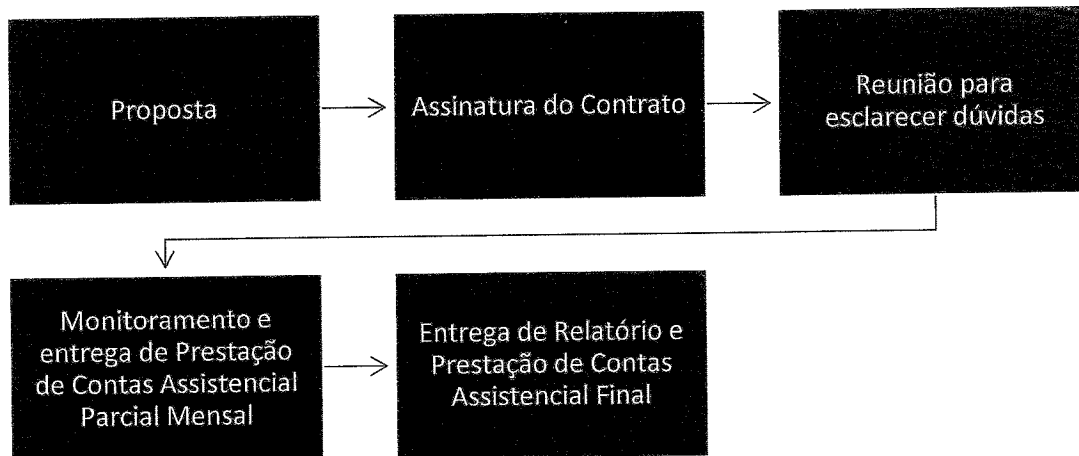 Proposta
Assinatura do Contrato
Reunião para
esclarecer dúvidas
Monitoramento e
entrega de Prestação
de Contas Assistencial
Parcial Mensal
Entrega de Relatório e
Prestação de Contas
Assistencial Final